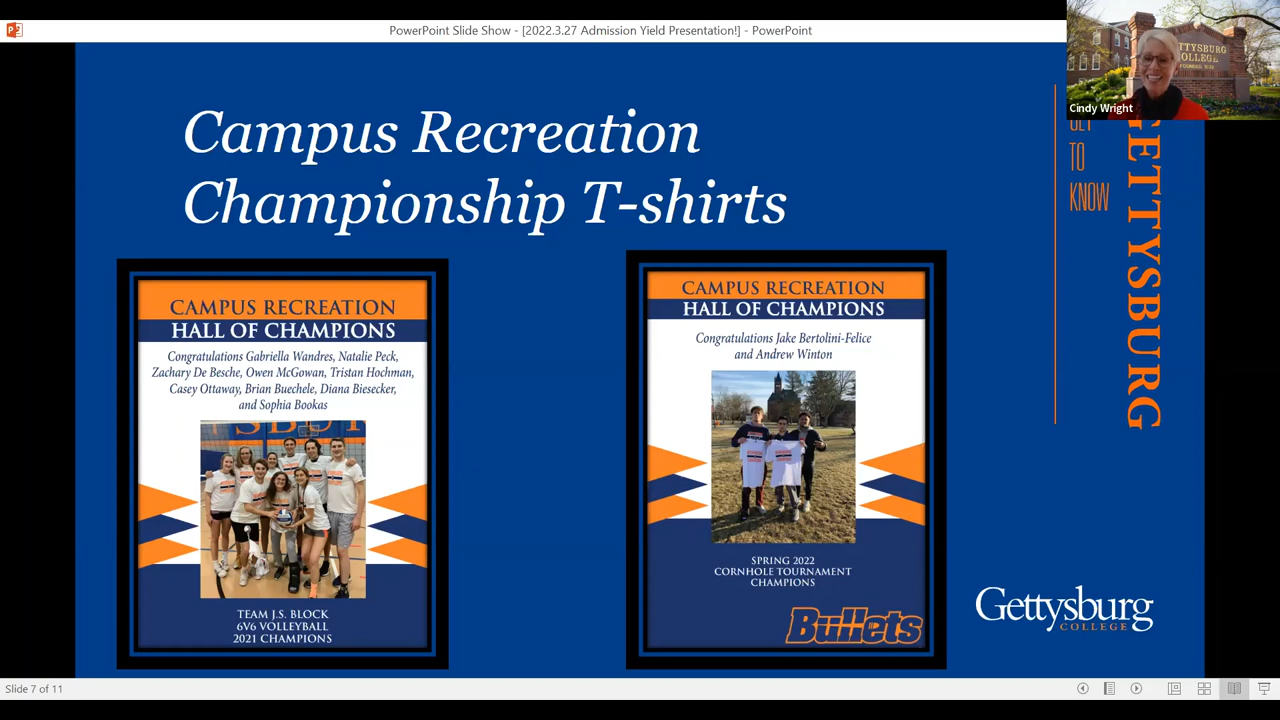 PowerPoint Slide Show - [2022.3.27 Admission Yield Presentation!] - PowerPoint
GETTYSBURG COLLEGE
Cindy Wright
Campus Recreation
Championship T-shirts
CAMPUS RECREATION
HALL OF CHAMPIONS
Congratulations Gabriella Wandres, Natalie Peck,
Zachary De Besche, Owen McGowan, Tristan Hochman,
Casey Ottaway, Brian Buechele, Diana Biesecker,
and Sophia Bookas
TEAM J.S. BLOCK
6V6 VOLLEYBALL
2021 CHAMPIONS
CAMPUS RECREATION
HALL OF CHAMPIONS
Congratulations Jake Bertolini-Felice
and Andrew Winton
SPRING 2022
CORNHOLE TOURNAMENT
CHAMPIONS
Bullets
GET
TO
KNOW
GETTYSBURG
Gettysburg
COLLEGE
Slide 7 of 11